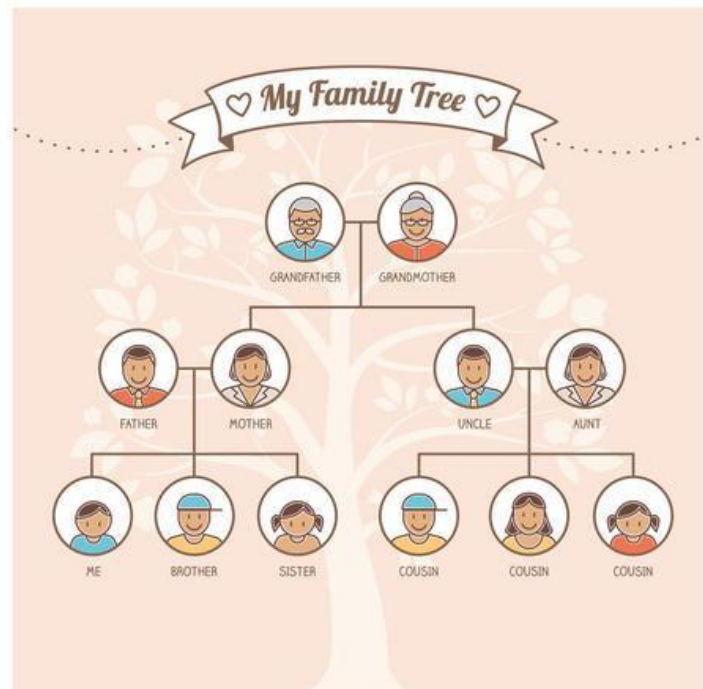 My Family Tree
GRANDFATHER GRANDMOTHER
FATHER MOTHER UNCLE AUNT
ME BROTHER SISTER COUSIN COUSIN COUSIN